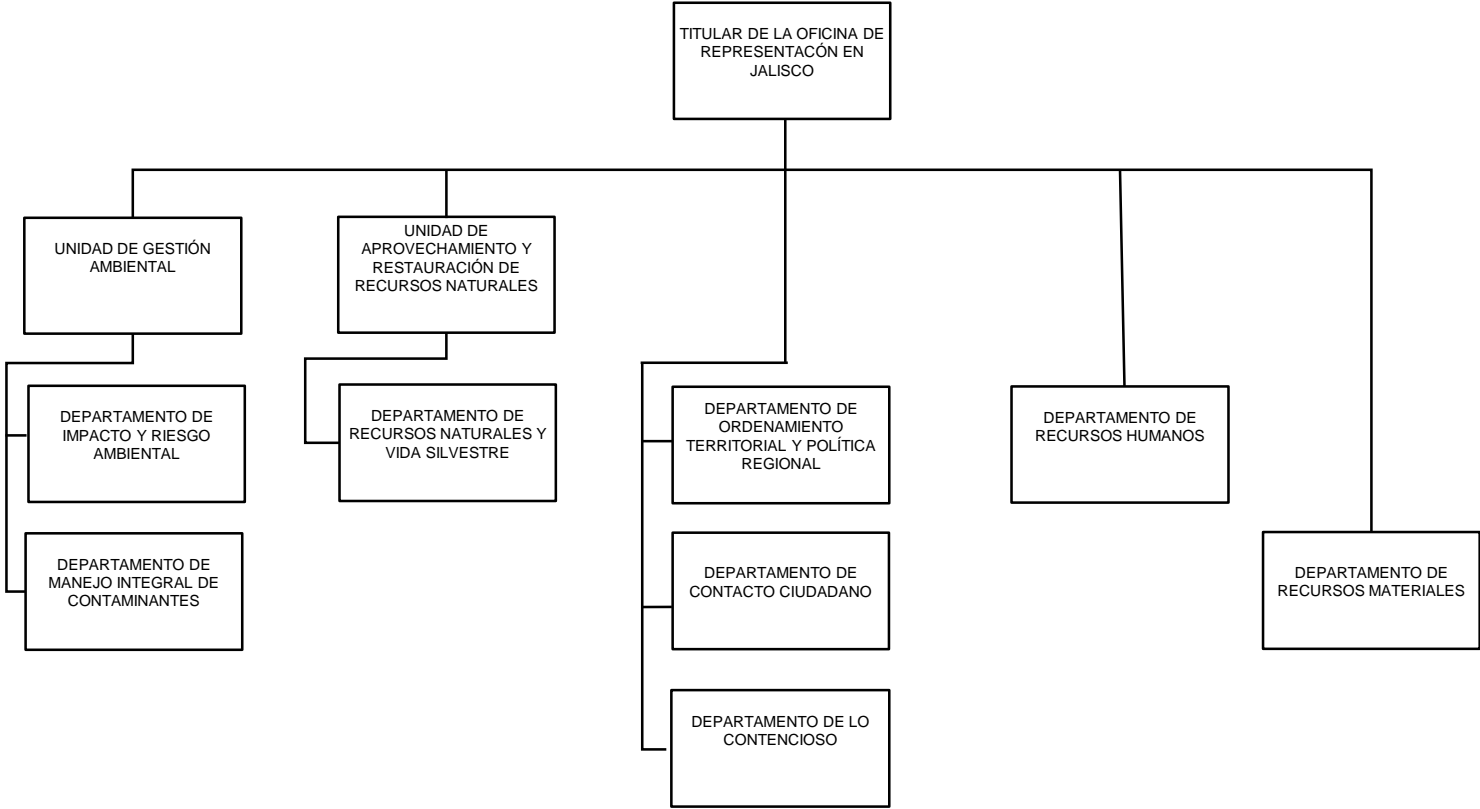 TITULAR DE LA OFICINA DE
REPRESENTACÓN EN
JALISCO
UNIDAD DE GESTIÓN
AMBIENTAL
UNIDAD DE
APROVECHAMIENTO Y
RESTAURACIÓN DE
RECURSOS NATURALES
DEPARTAMENTO DE
IMPACTO Y RIESGO
AMBIENTAL
DEPARTAMENTO DE
RECURSOS NATURALES Y
VIDA SILVESTRE
DEPARTAMENTO DE
ORDENAMIENTO
TERRITORIAL Y POLÍTICA
REGIONAL
DEPARTAMENTO DE
RECURSOS HUMANOS
DEPARTAMENTO DE
MANEJO INTEGRAL DE
CONTAMINANTES
DEPARTAMENTO DE
CONTACTO CIUDADANO
DEPARTAMENTO DE
RECURSOS MATERIALES
DEPARTAMENTO DE LO
CONTENCIOSO